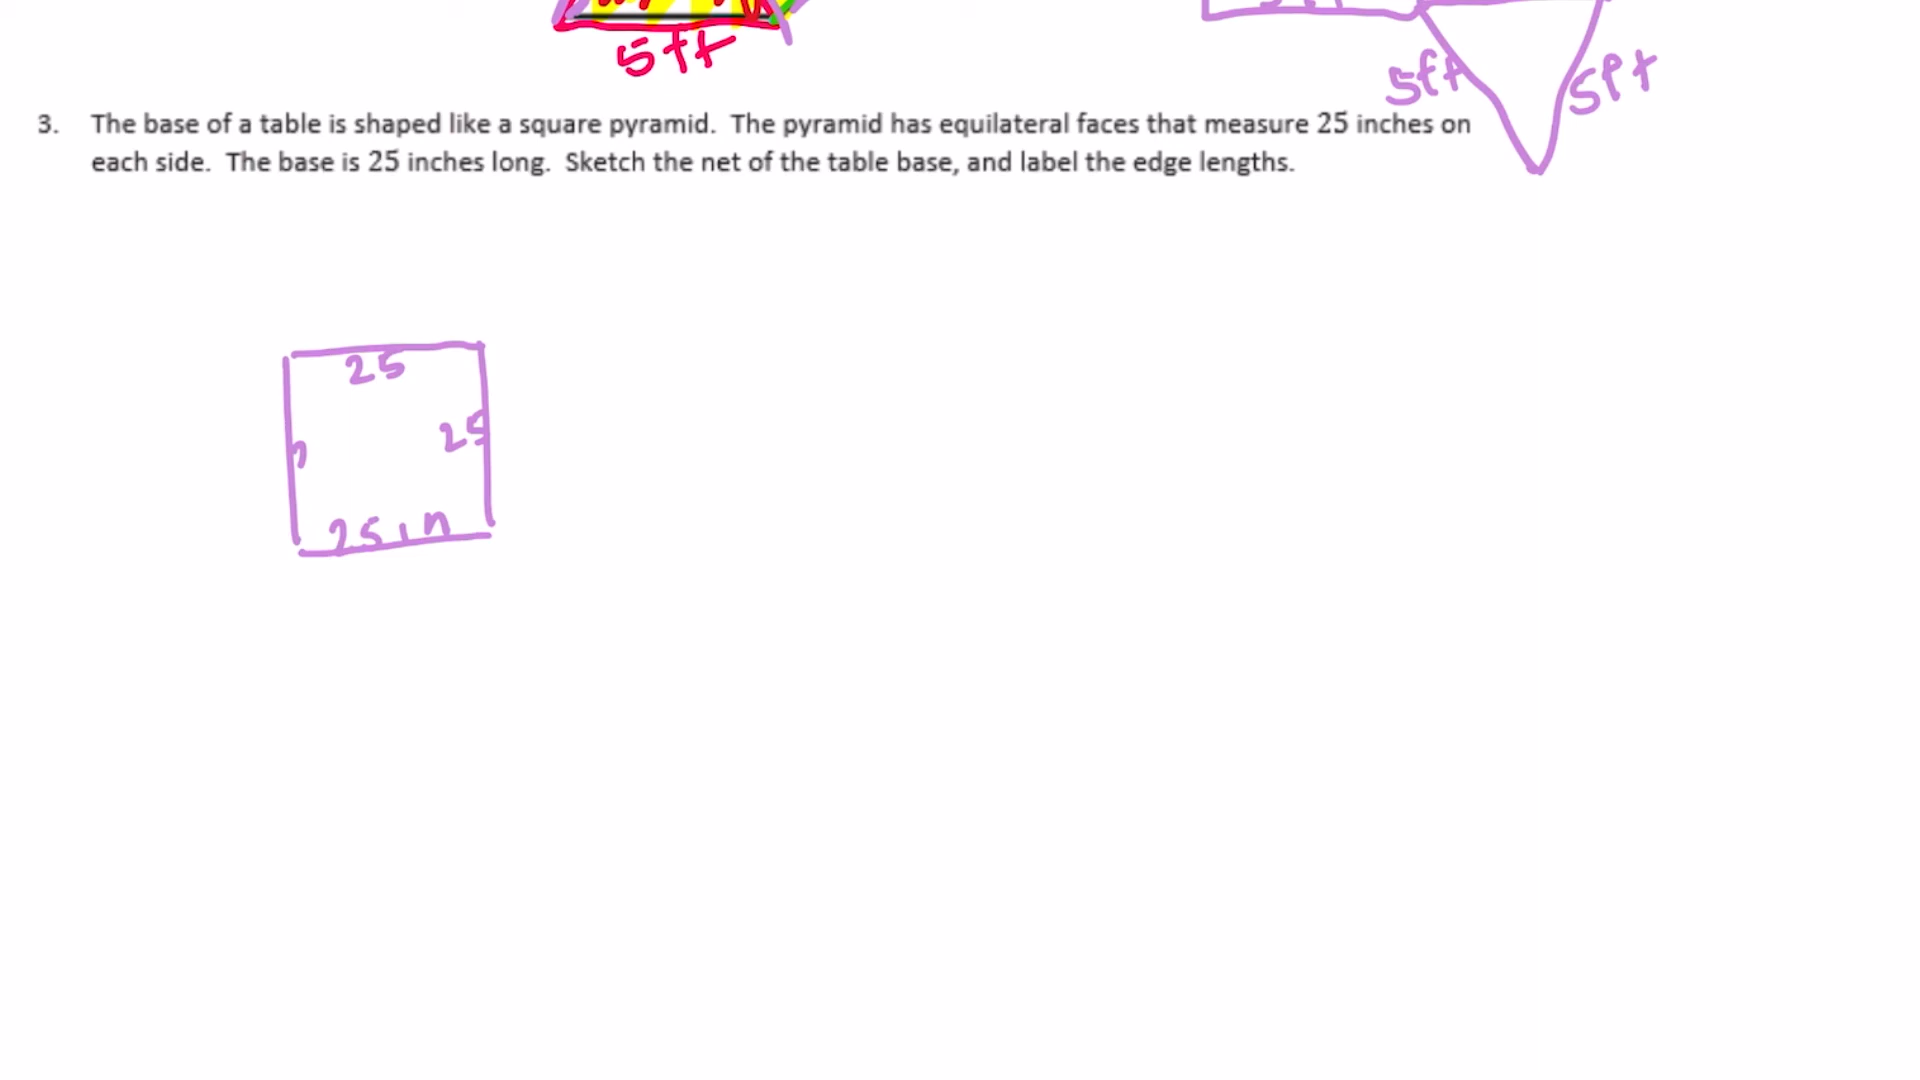 5ft
5ft
5ft
3. The base of a table is shaped like a square pyramid. The pyramid has equilateral faces that measure 25 inches on
each side. The base is 25 inches long. Sketch the net of the table base, and label the edge lengths.
25
25
25in